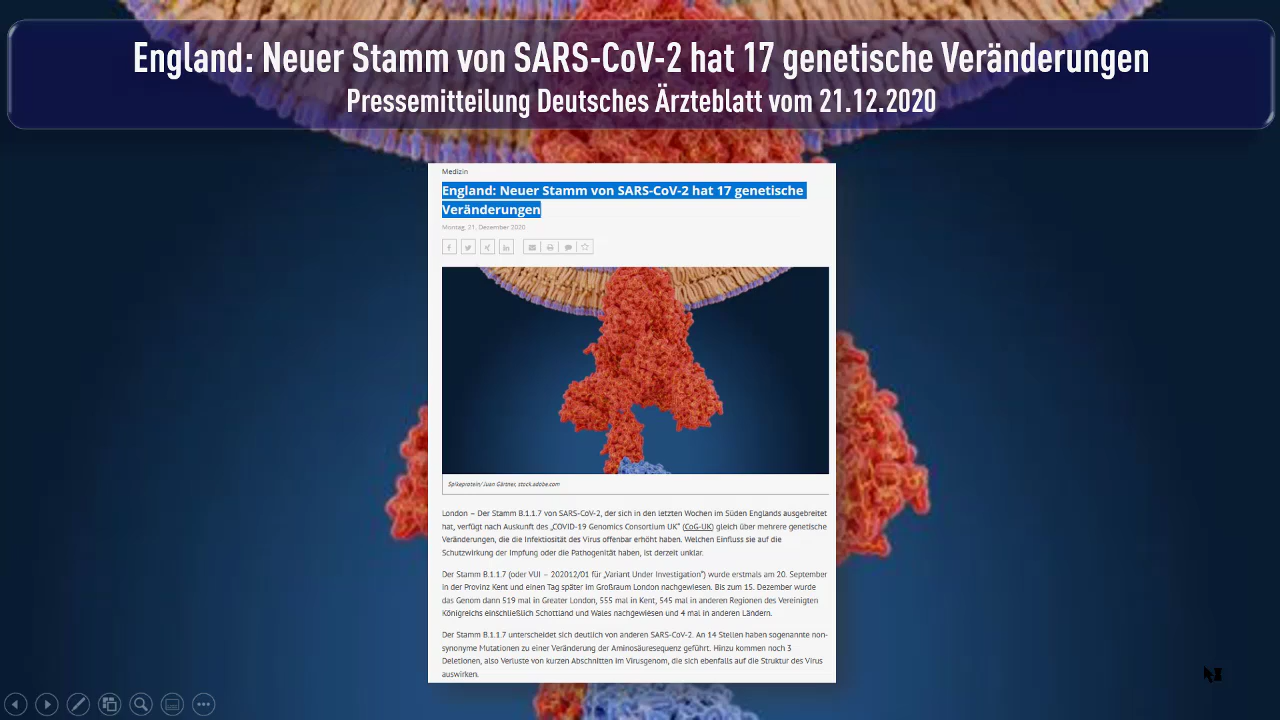 England: Neuer Stamm von SARS-CoV-2 hat 17 genetische Veränderungen
Pressemitteilung Deutsches Ärzteblatt vom 21.12.2020
Medizin
England: Neuer Stamm von SARS-CoV-2 hat 17 genetische
Veränderungen
Montag, 21. Dezember 2020
Spikeprotein/ Juan Gärtner, stock.adobe.com
London – Der Stamm B.1.1.7 von SARS-CoV-2, der sich in den letzten Wochen im Süden Englands ausgebreitet
hat, verfügt nach Auskunft des „COVID-19 Genomics Consortium UK“ (CoG-UK) gleich über mehrere genetische
Veränderungen, die die Infektiosität des Virus offenbar erhöht haben. Welchen Einfluss sie auf die
Schutzwirkung der Impfung oder die Pathogenität haben, ist derzeit unklar.
Der Stamm B.1.1.7 (oder VUI – 202012/01 für „Variant Under Investigation“) wurde erstmals am 20. September
in der Provinz Kent und einen Tag später im Großraum London nachgewiesen. Bis zum 15. Dezember wurde
das Genom dann 519 mal in Greater London, 555 mal in Kent, 545 mal in anderen Regionen des Vereinigten
Königreichs einschließlich Schottland und Wales nachgewiesen und 4 mal in anderen Ländern.
Der Stamm B.1.1.7 unterscheidet sich deutlich von anderen SARS-CoV-2. An 14 Stellen haben sogenannte non-
synonyme Mutationen zu einer Veränderung der Aminosäuresequenz geführt. Hinzu kommen noch 3
Deletionen, also Verluste von kurzen Abschnitten im Virusgenom, die sich ebenfalls auf die Struktur des Virus
auswirken.